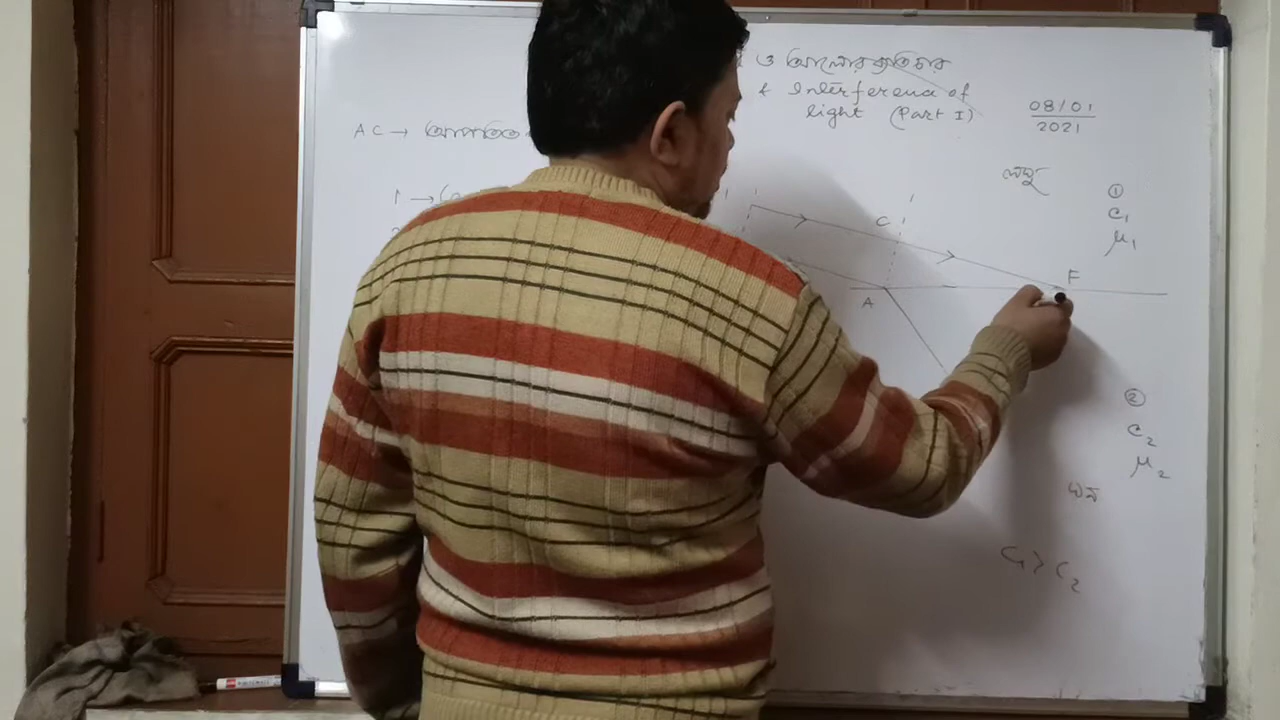 ও আলোর ব্যতিচার
& Interference of
light (Part I)
08/01
2021
AC → আপতিত
লঘু
①
C₁
μ₁
C
F
A
②
C₂
μ₂
ঘন
C₁ > C₂